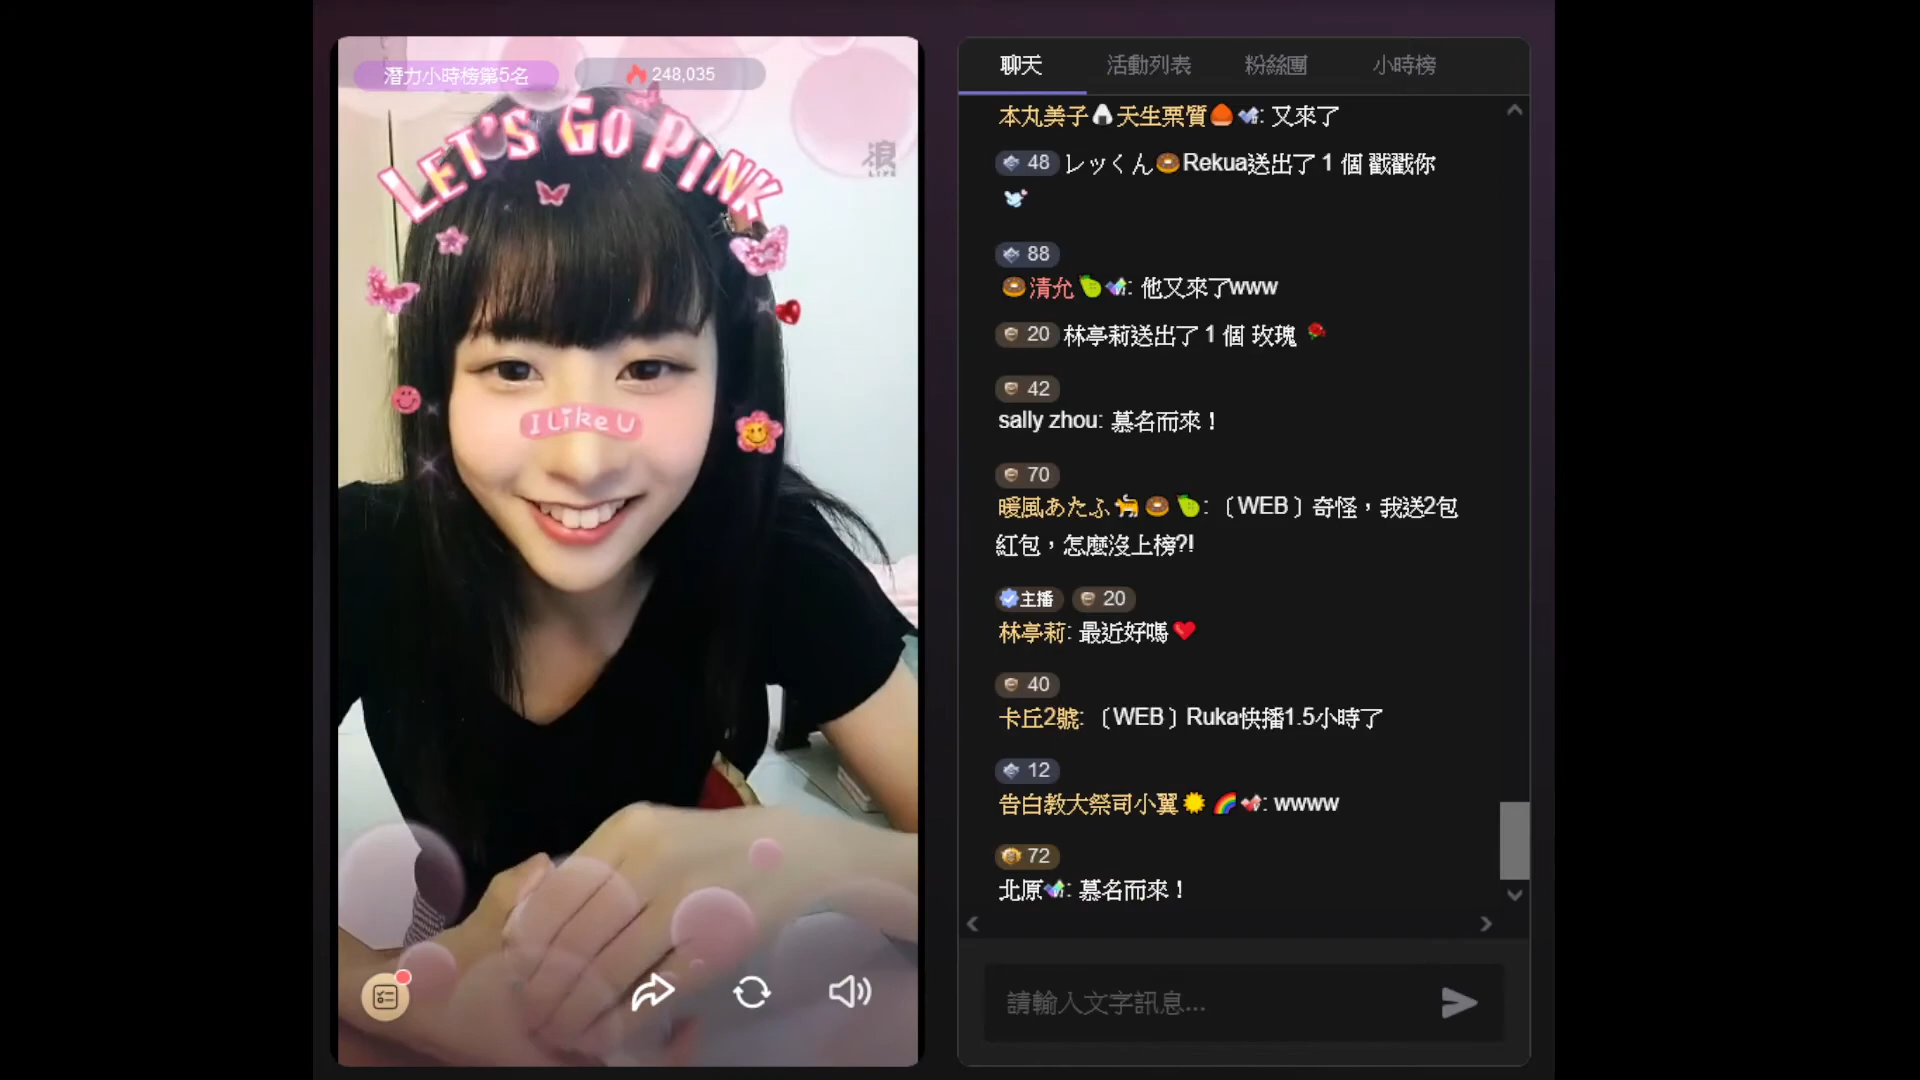 潛力小時榜第5名
248,035
LET'S GO PINK
浪
LIVE
I Like U
聊天
活動列表
粉絲團
小時榜
本丸美子🍙天生栗質🌰: 又來了
48 レッくん🍩Rekua送出了 1 個 戳戳你
88
🍩清允🍐: 他又來了www
20 林亭莉送出了 1 個 玫瑰 🌹
42
sally zhou: 慕名而來！
70
暖風あたふ🐈🍩🍐: 〔WEB〕奇怪，我送2包
紅包，怎麼沒上榜?!
主播 20
林亭莉: 最近好嗎❤
40
卡丘2號: 〔WEB〕Ruka快播1.5小時了
12
告白教大祭司小翼☀🌈: wwww
72
北原: 慕名而來！
請輸入文字訊息...